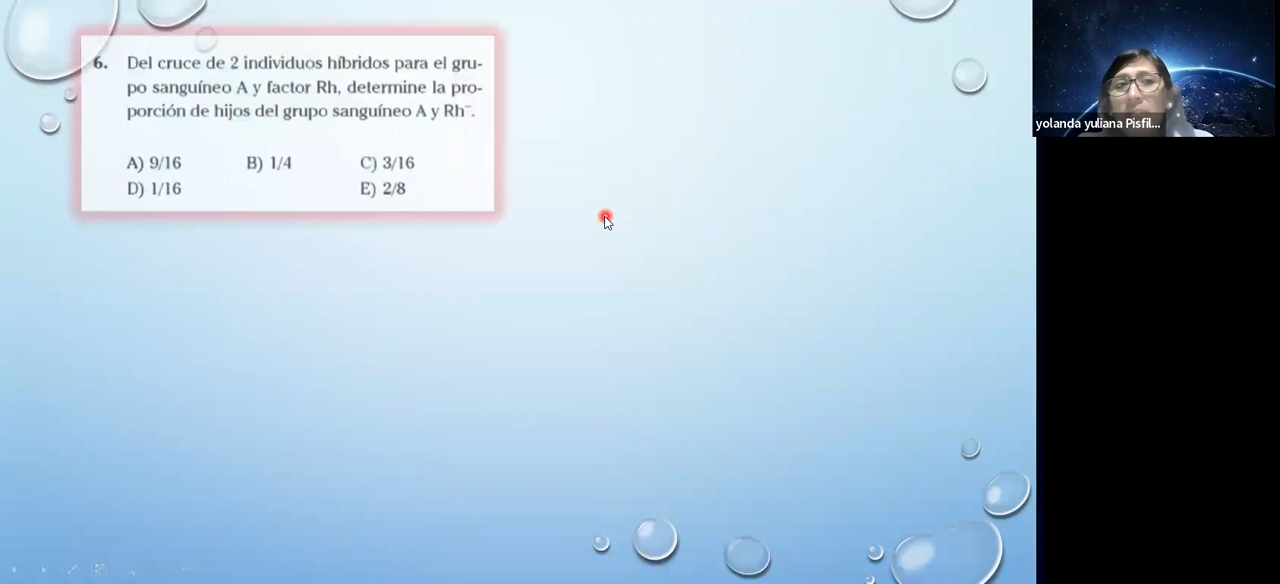 6. Del cruce de 2 individuos híbridos para el gru-
po sanguíneo A y factor Rh, determine la pro-
porción de hijos del grupo sanguíneo A y Rh⁻.
A) 9/16 B) 1/4 C) 3/16
D) 1/16 E) 2/8
yolanda yuliana Pisfil...